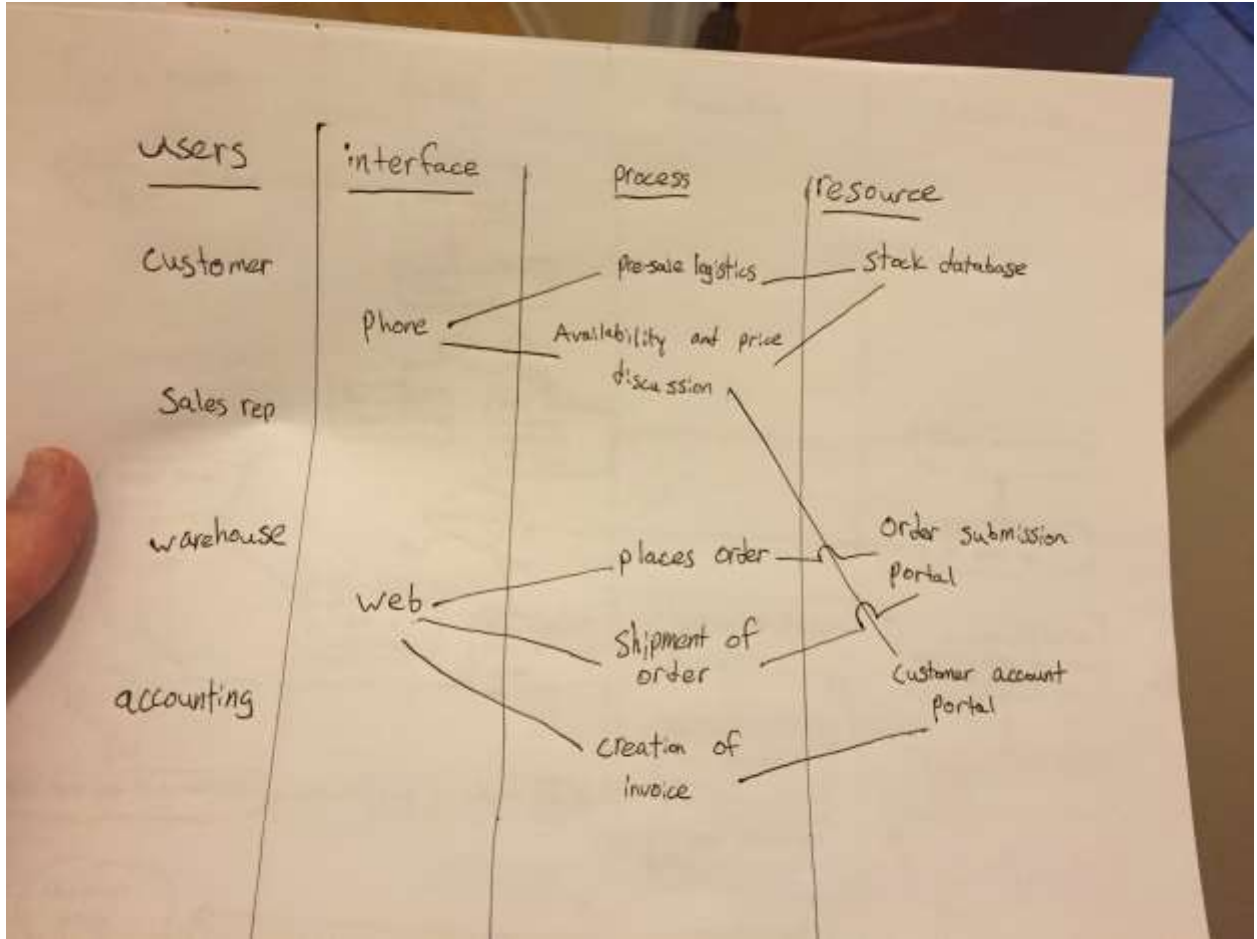 users
interface
process
resource
Customer
Phone
pre-sale logistics
Stock database
Availability and price
discussion
Sales rep
warehouse
web
places order
Order submission
portal
Shipment of
order
Customer account
portal
accounting
creation of
invoice